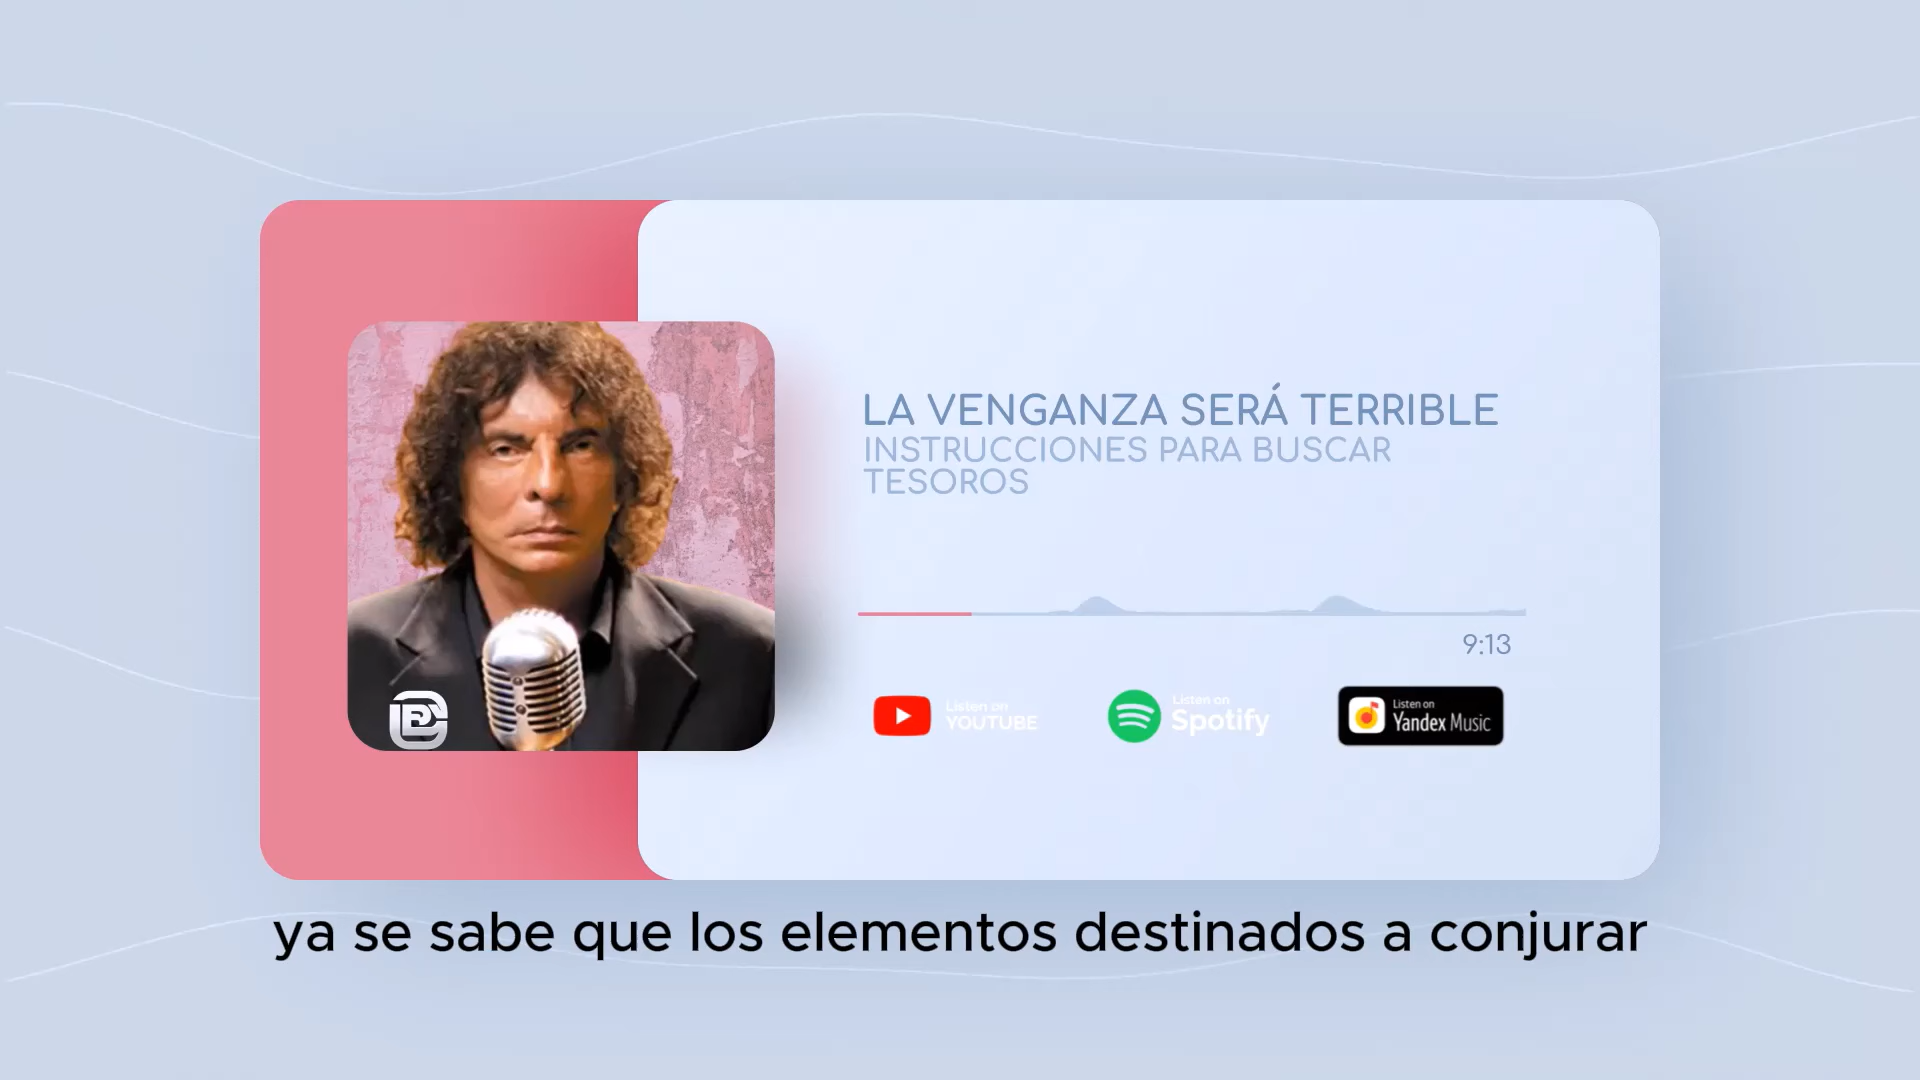 LA VENGANZA SERÁ TERRIBLE
INSTRUCCIONES PARA BUSCAR
TESOROS
9:13
Listen on
YOUTUBE
Listen on
Spotify
Listen on
Yandex Music
ya se sabe que los elementos destinados a conjurar